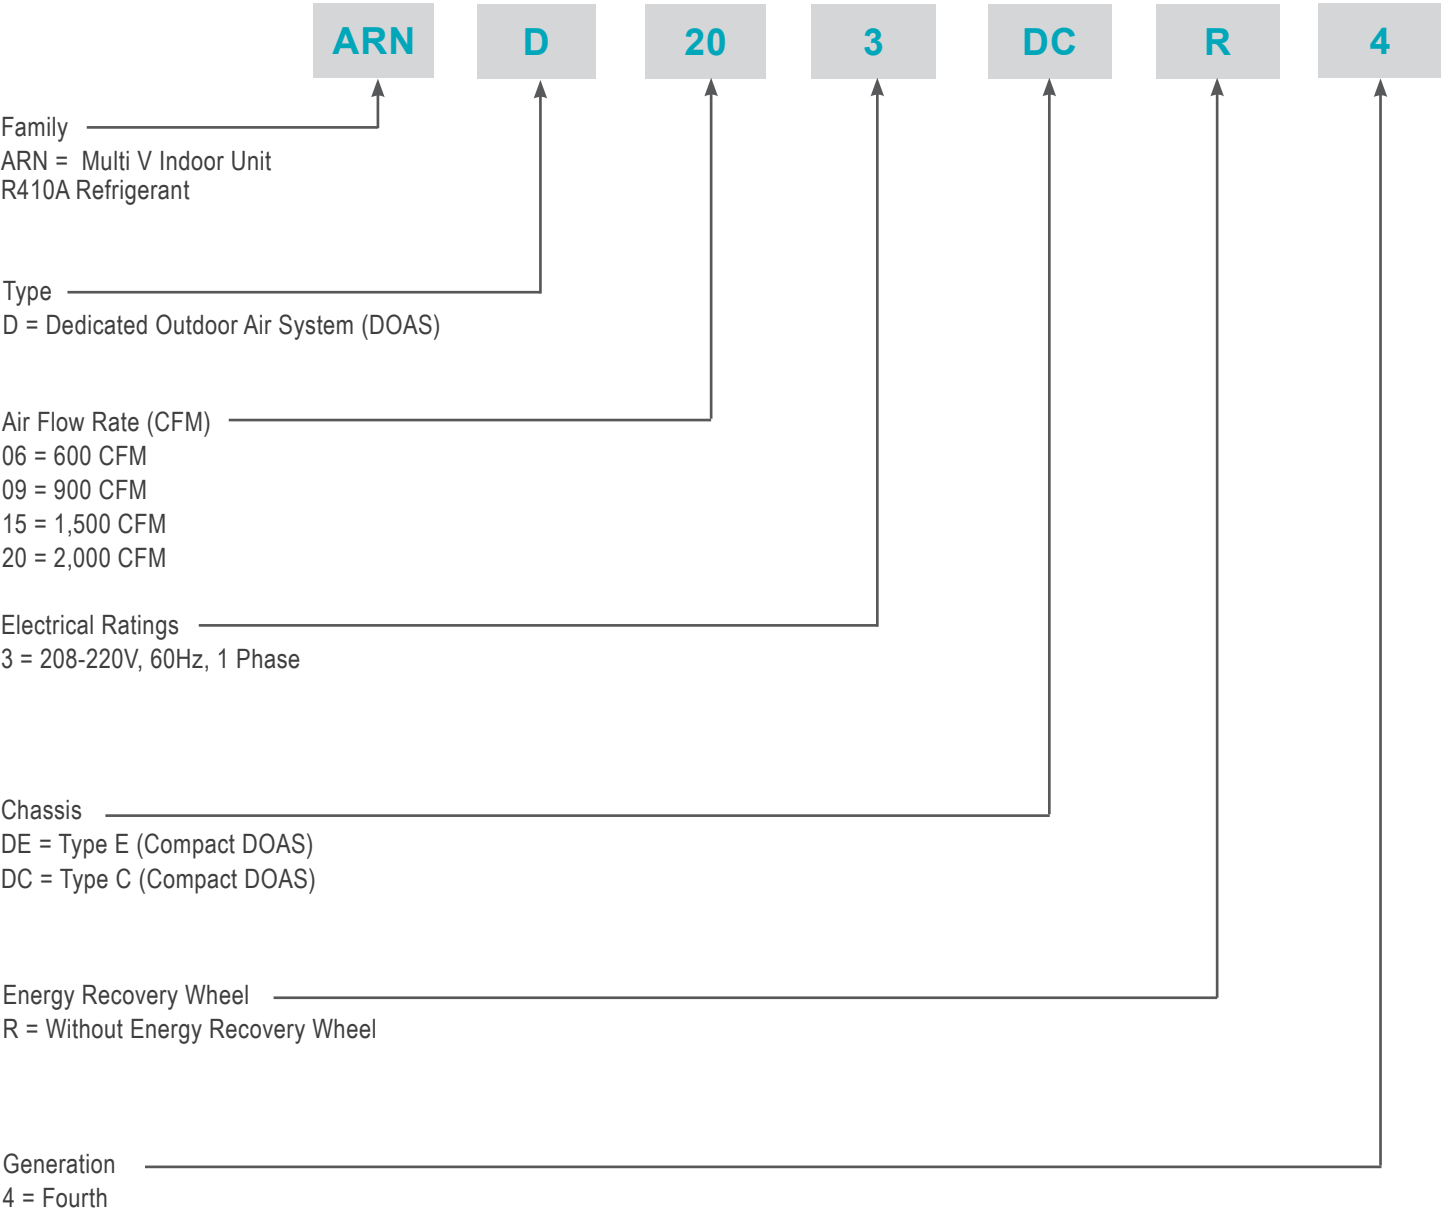 ARN D 20 3 DC R 4
Family
ARN = Multi V Indoor Unit
R410A Refrigerant
Type
D = Dedicated Outdoor Air System (DOAS)
Air Flow Rate (CFM)
06 = 600 CFM
09 = 900 CFM
15 = 1,500 CFM
20 = 2,000 CFM
Electrical Ratings
3 = 208-220V, 60Hz, 1 Phase
Chassis
DE = Type E (Compact DOAS)
DC = Type C (Compact DOAS)
Energy Recovery Wheel
R = Without Energy Recovery Wheel
Generation
4 = Fourth